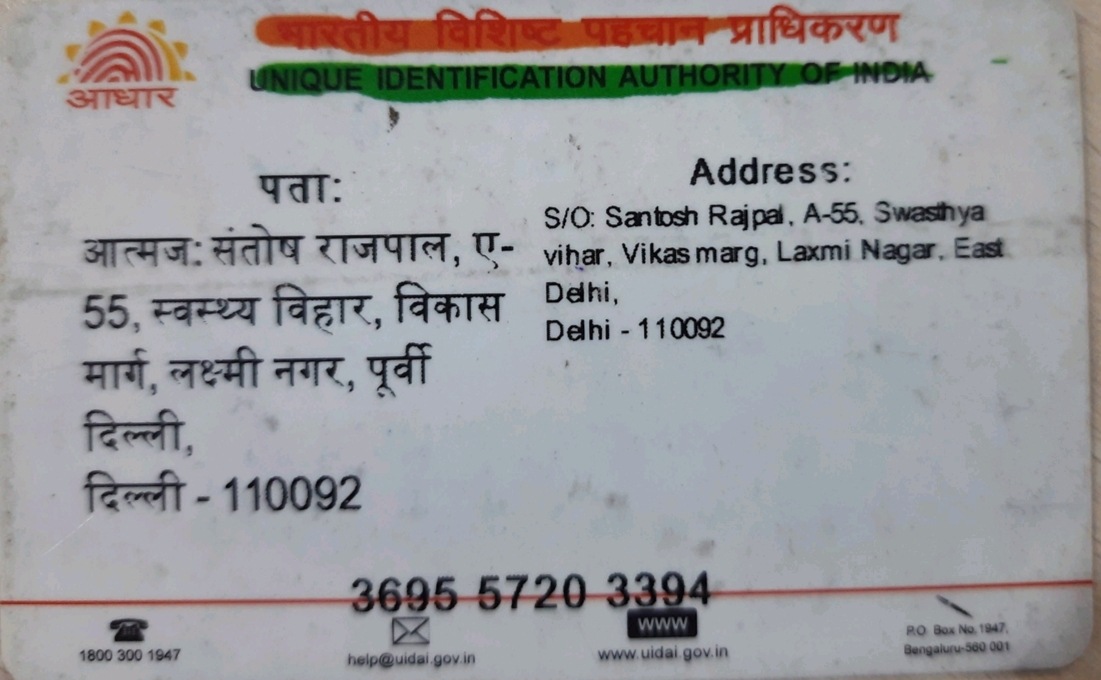 भारतीय विशिष्ट पहचान प्राधिकरण
UNIQUE IDENTIFICATION AUTHORITY OF INDIA
आधार
पता:
आत्मज: संतोष राजपाल, ए-
55, स्वस्थ्य विहार, विकास
मार्ग, लक्ष्मी नगर, पूर्वी
दिल्ली,
दिल्ली - 110092
Address:
S/O: Santosh Rajpal, A-55, Swasthya
vihar, Vikas marg, Laxmi Nagar, East
Delhi,
Delhi - 110092
3695 5720 3394
1800 300 1947
help@uidai.gov.in
www
www.uidai.gov.in
P.O. Box No.1947,
Bengaluru-560 001